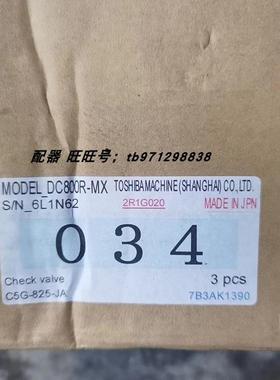 配器 旺旺号；tb971298838
MODEL DC800R-MX TOSHIBA MACHINE (SHANGHAI) CO., LTD.
S/N_6L1N62 2R1G020 MADE IN JPN
034
Check valve 3 pcs
C5G-825-JA 7B3AK1390